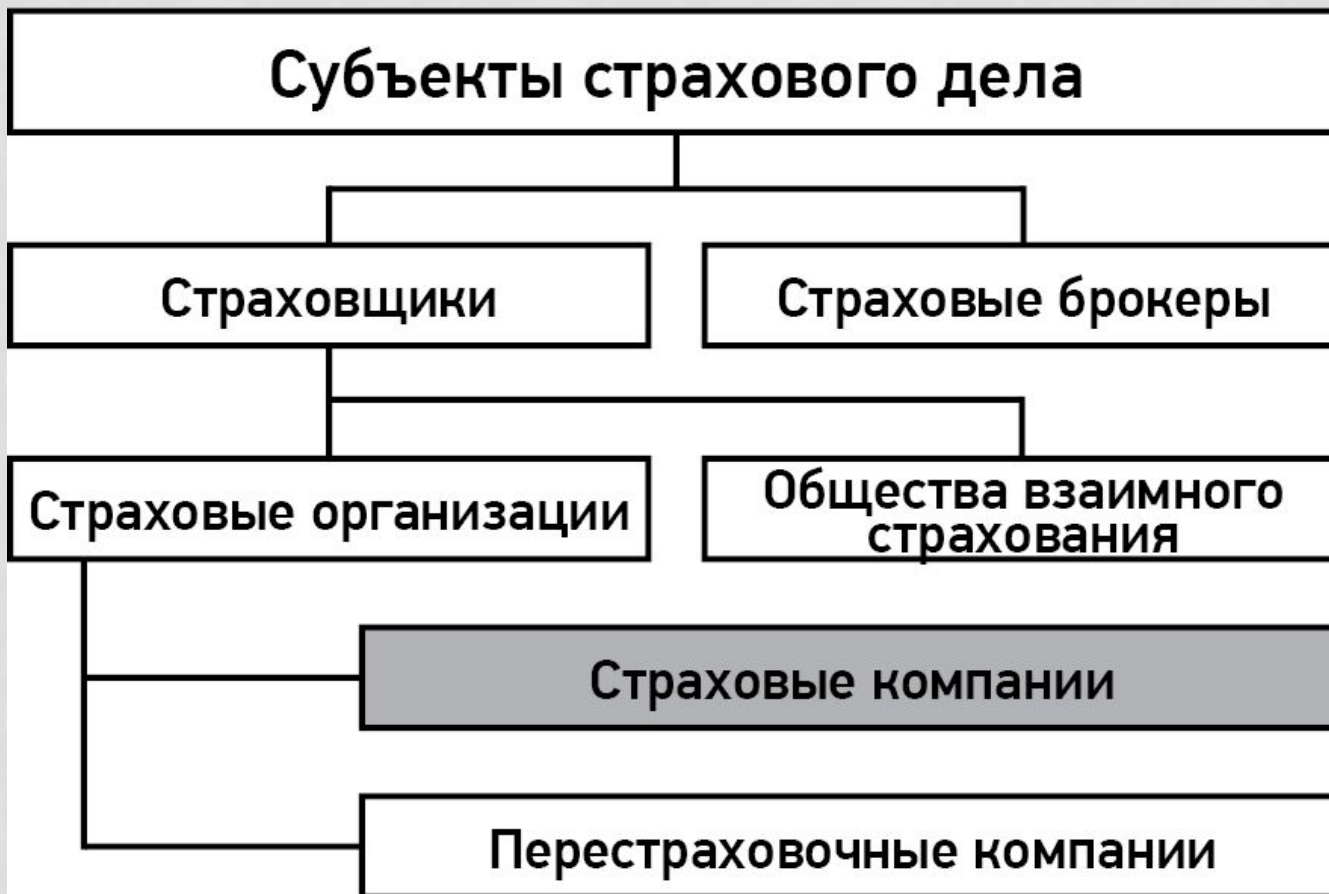 Субъекты страхового дела
Страховщики
Страховые брокеры
Страховые организации
Общества взаимного
страхования
Страховые компании
Перестраховочные компании